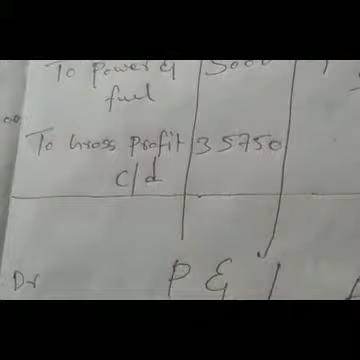 To power &
fuel
To Gross Profit 35750
c/d
Dr P &